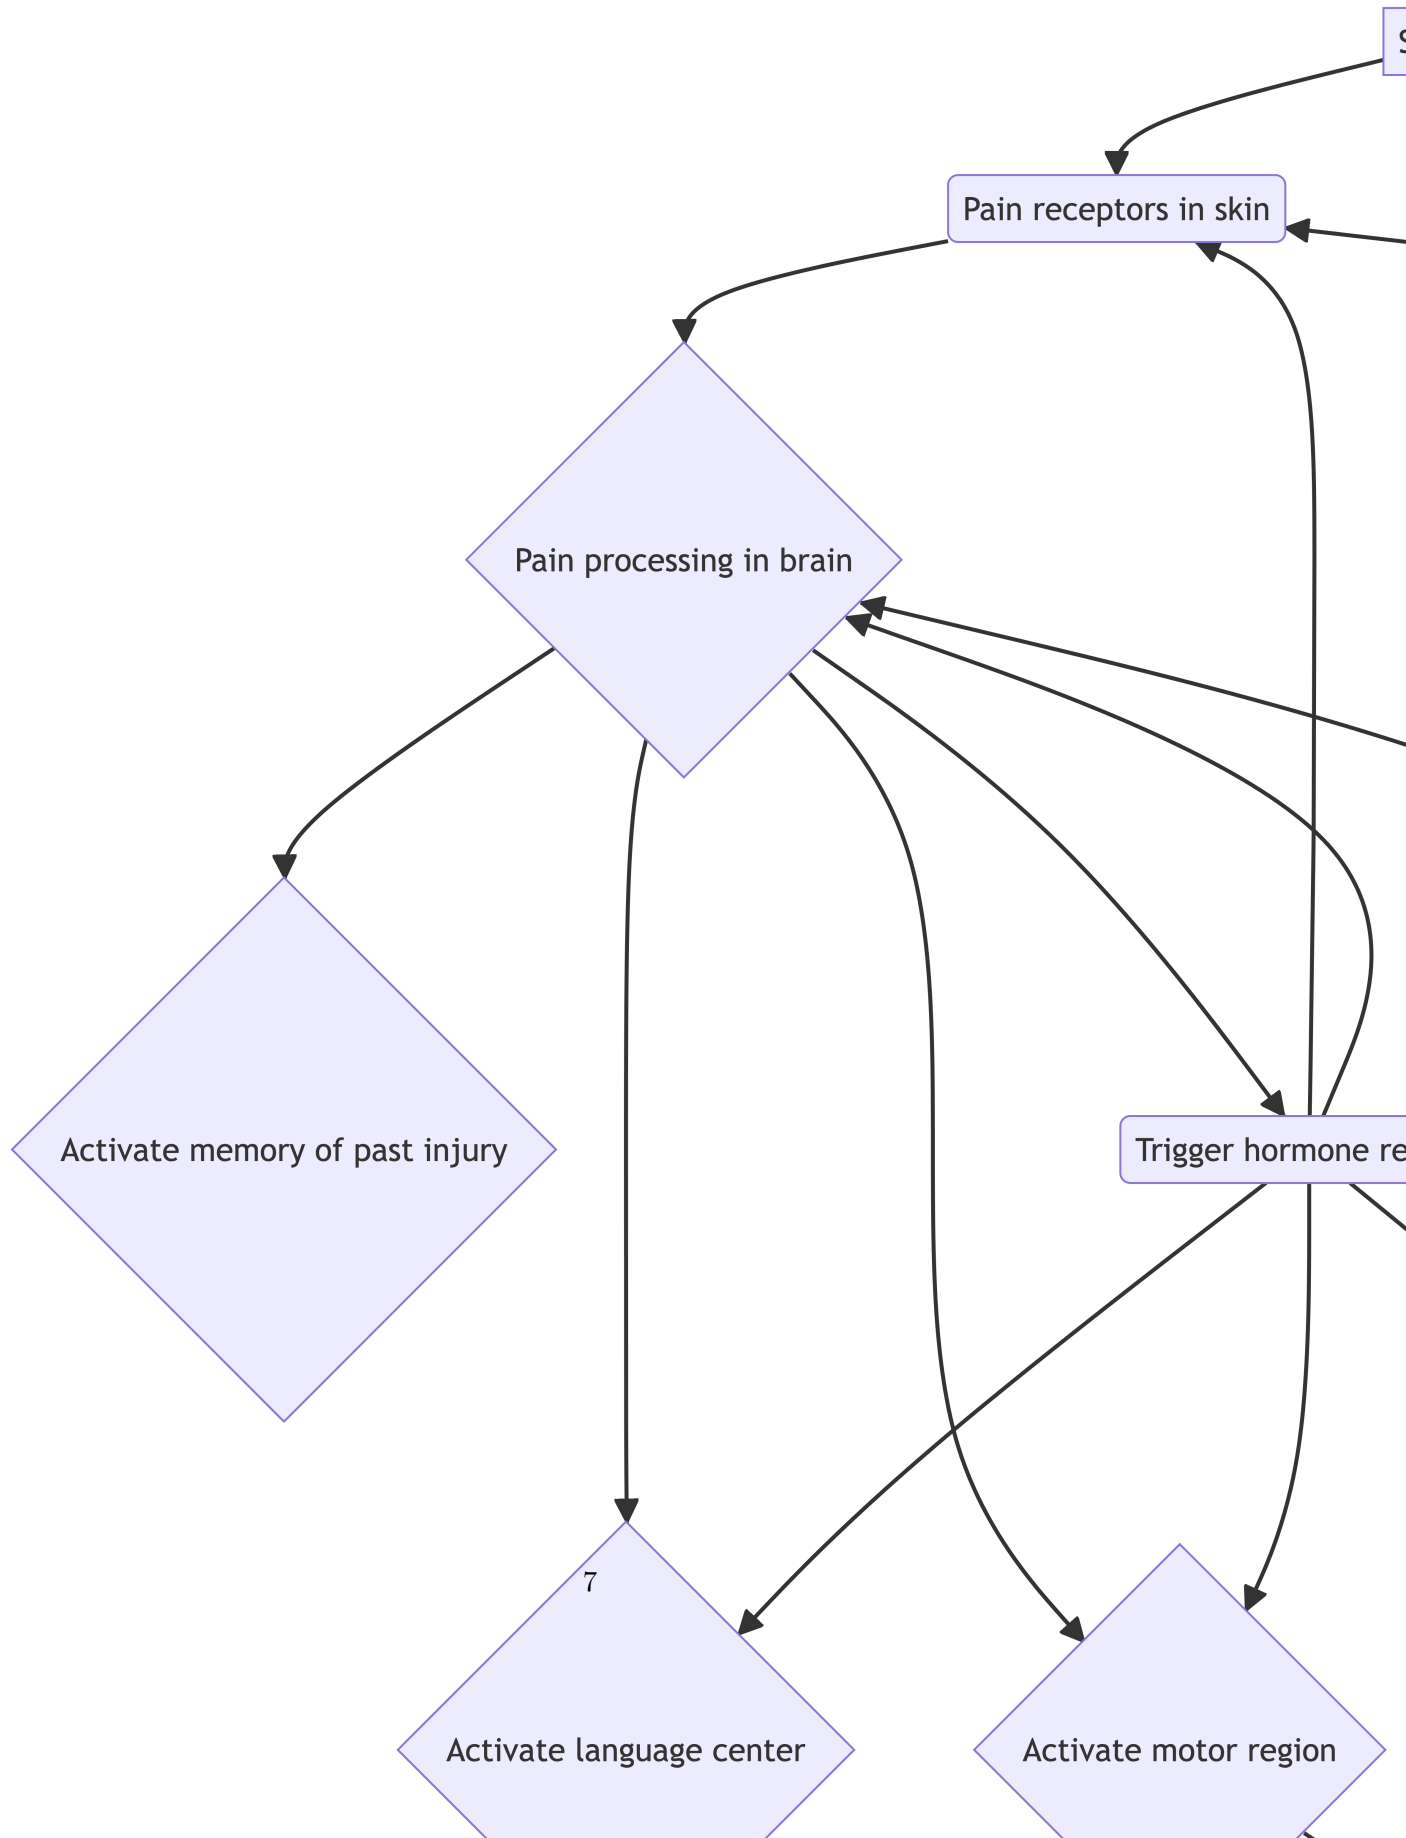 Pain receptors in skin
Pain processing in brain
Activate memory of past injury
Trigger hormone
7
Activate language center
Activate motor region